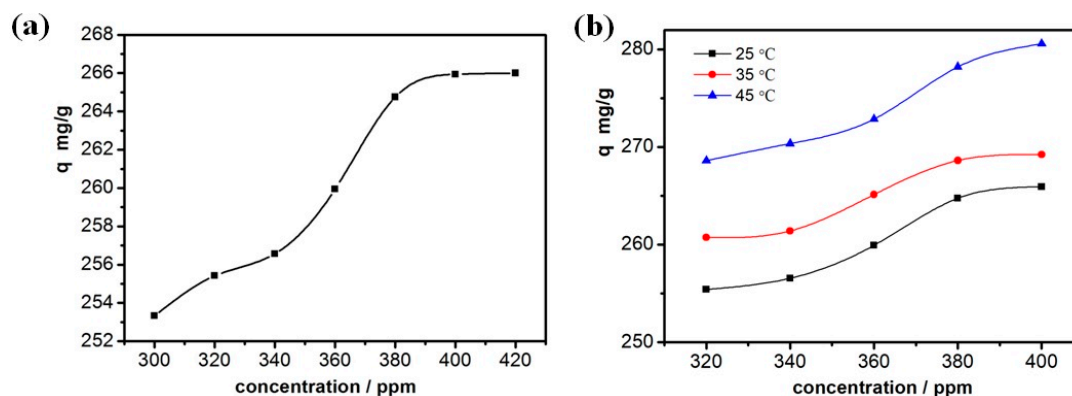 (a)
268
266
264
262
260
258
256
254
252
q mg/g
300 320 340 360 380 400 420
concentration / ppm
(b)
280
270
260
250
q mg/g
25 °C
35 °C
45 °C
320 340 360 380 400
concentration / ppm